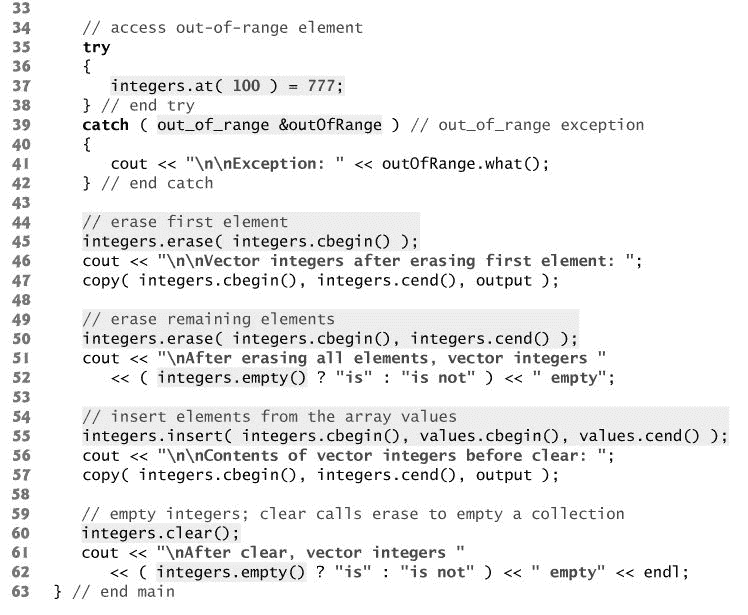 33
34 // access out-of-range element
35 try
36 {
37 integers.at( 100 ) = 777;
38 } // end try
39 catch ( out_of_range &outOfRange ) // out_of_range exception
40 {
41 cout << "\n\nException: " << outOfRange.what();
42 } // end catch
43
44 // erase first element
45 integers.erase( integers.cbegin() );
46 cout << "\n\nVector integers after erasing first element: ";
47 copy( integers.cbegin(), integers.cend(), output );
48
49 // erase remaining elements
50 integers.erase( integers.cbegin(), integers.cend() );
51 cout << "\nAfter erasing all elements, vector integers "
52 << ( integers.empty() ? "is" : "is not" ) << " empty";
53
54 // insert elements from the array values
55 integers.insert( integers.cbegin(), values.cbegin(), values.cend() );
56 cout << "\n\nContents of vector integers before clear: ";
57 copy( integers.cbegin(), integers.cend(), output );
58
59 // empty integers; clear calls erase to empty a collection
60 integers.clear();
61 cout << "\nAfter clear, vector integers "
62 << ( integers.empty() ? "is" : "is not" ) << " empty" << endl;
63 } // end main